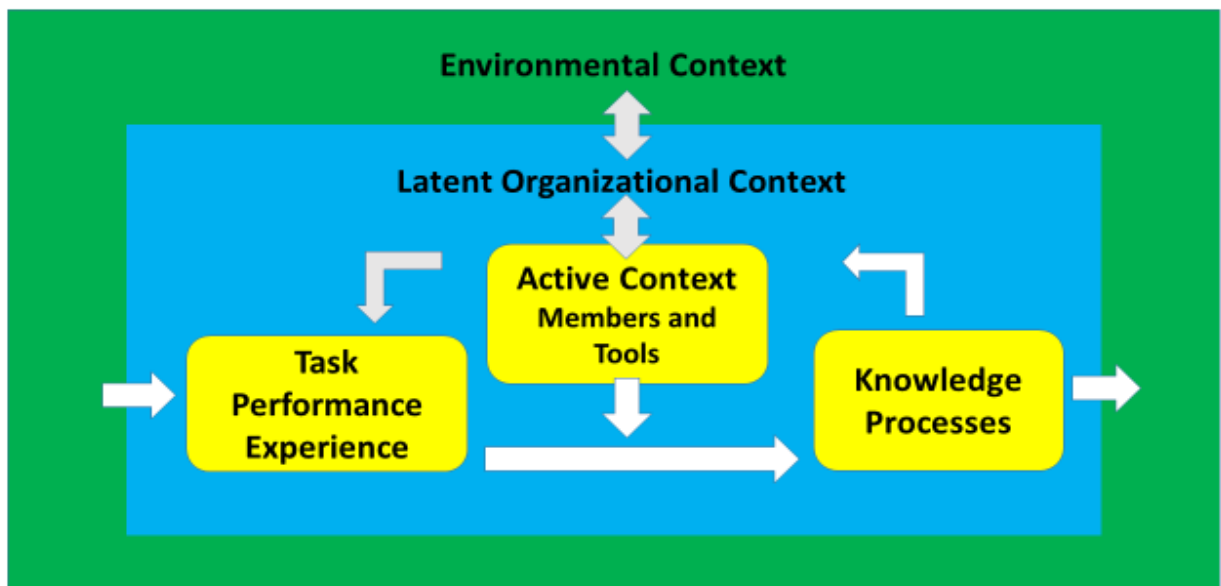 Environmental Context
Latent Organizational Context
Active Context
Members and
Tools
Task
Performance
Experience
Knowledge
Processes